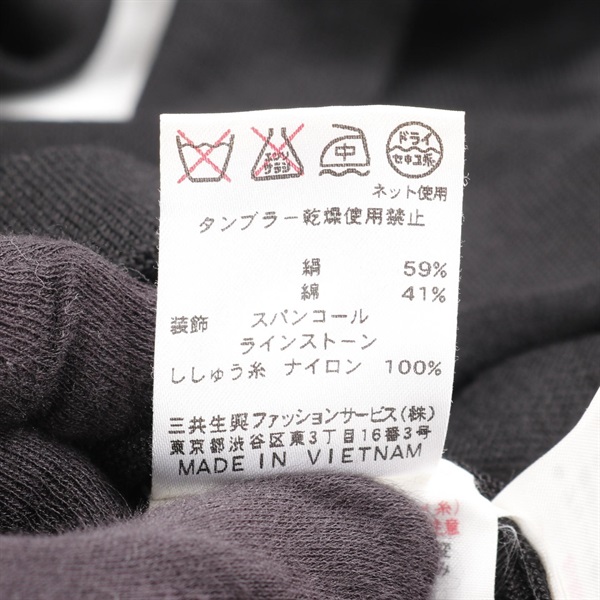 エンソ
サラシ
中
ドライ
セキユ系
ネット使用
タンブラー乾燥使用禁止
絹 59%
綿 41%
装飾 スパンコール
ラインストーン
ししゅう糸 ナイロン 100%
三共生興ファッションサービス(株)
東京都渋谷区東3丁目16番3号
MADE IN VIETNAM
(糸)